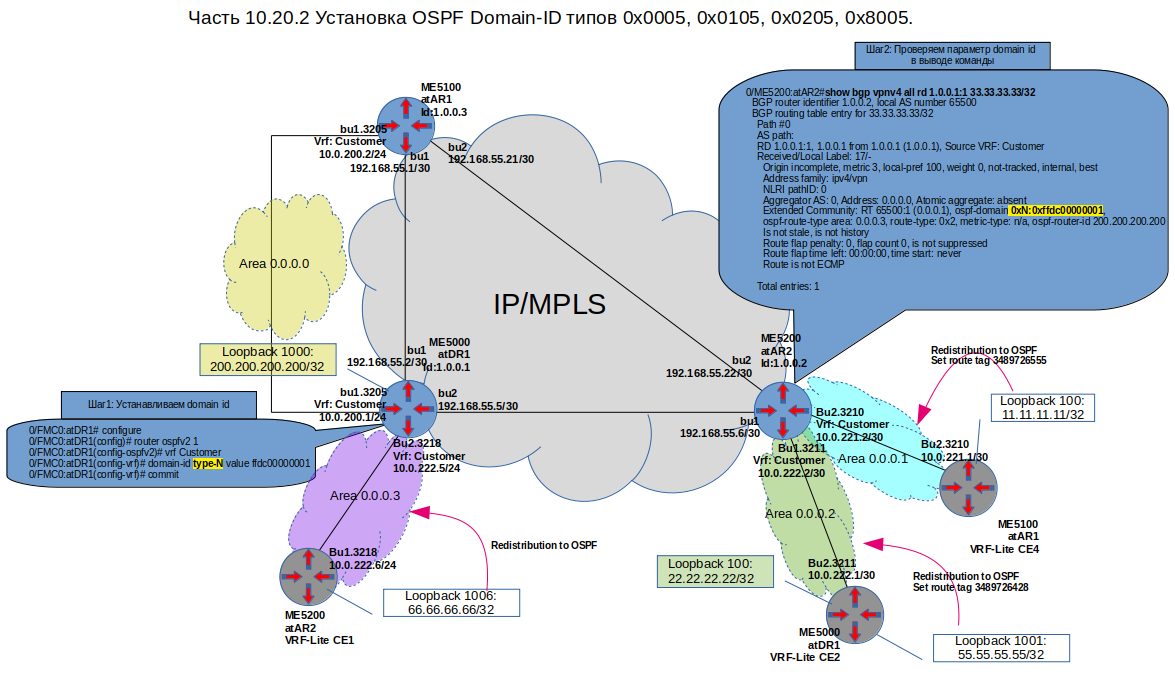 Часть 10.20.2 Установка OSPF Domain-ID типов 0x0005, 0x0105, 0x0205, 0x8005.
Шаг2: Проверяем параметр domain id
в выводе команды
0/ME5200:atAR2#show bgp vpnv4 all rd 1.0.0.1:1 33.33.33.33/32
BGP router identifier 1.0.0.2, local AS number 65500
BGP routing table entry for 33.33.33.33/32
Path #0
AS path:
RD 1.0.0.1:1, 1.0.0.1 from 1.0.0.1 (1.0.0.1), Source VRF: Customer
Received/Local Label: 17/-
Origin incomplete, metric 3, local-pref 100, weight 0, not-tracked, internal, best
Address family: ipv4/vpn
NLRI pathID: 0
Aggregator AS: 0, Address: 0.0.0.0, Atomic aggregate: absent
Extended Community: RT 65500:1 (0.0.0.1), ospf-domain 0xN:0xffdc00000001
ospf-route-type area: 0.0.0.3, route-type: 0x2, metric-type: n/a, ospf-router-id 200.200.200.200
Is not stale, is not history
Route flap penalty: 0, flap count 0, is not suppressed
Route flap time left: 00:00:00, time start: never
Route is not ECMP
Total entries: 1
ME5100
atAR1
Id:1.0.0.3
bu1.3205
Vrf: Customer
10.0.200.2/24
bu1
192.168.55.1/30
bu2
192.168.55.21/30
Area 0.0.0.0
IP/MPLS
Loopback 1000:
200.200.200.200/32
bu1
192.168.55.2/30
ME5000
atDR1
Id:1.0.0.1
bu1.3205
Vrf: Customer
10.0.200.1/24
bu2
192.168.55.5/30
ME5200
atAR2
Id:1.0.0.2
bu2
192.168.55.22/30
bu1
192.168.55.6/30
Redistribution to OSPF
Set route tag 3489726555
Loopback 100:
11.11.11.11/32
Шаг1: Устанавливаем domain id
0/FMC0:atDR1# configure
0/FMC0:atDR1(config)# router ospfv2 1
0/FMC0:atDR1(config-ospfv2)# vrf Customer
0/FMC0:atDR1(config-vrf)# domain-id type-N value ffdc00000001
0/FMC0:atDR1(config-vrf)# commit
Bu2.3218
Vrf: Customer
10.0.222.5/24
Bu2.3210
Vrf: Customer
10.0.221.2/30
Bu1.3211
Vrf: Customer
10.0.222.2/30
Area 0.0.0.1
Bu2.3210
10.0.221.1/30
Area 0.0.0.3
Area 0.0.0.2
ME5100
atAR1
VRF-Lite CE4
Redistribution to OSPF
Bu1.3218
10.0.222.6/24
Loopback 100:
22.22.22.22/32
Bu2.3211
10.0.222.1/30
Redistribution to OSPF
Set route tag 3489726428
Loopback 1006:
66.66.66.66/32
ME5200
atAR2
VRF-Lite CE1
ME5000
atDR1
VRF-Lite CE2
Loopback 1001:
55.55.55.55/32